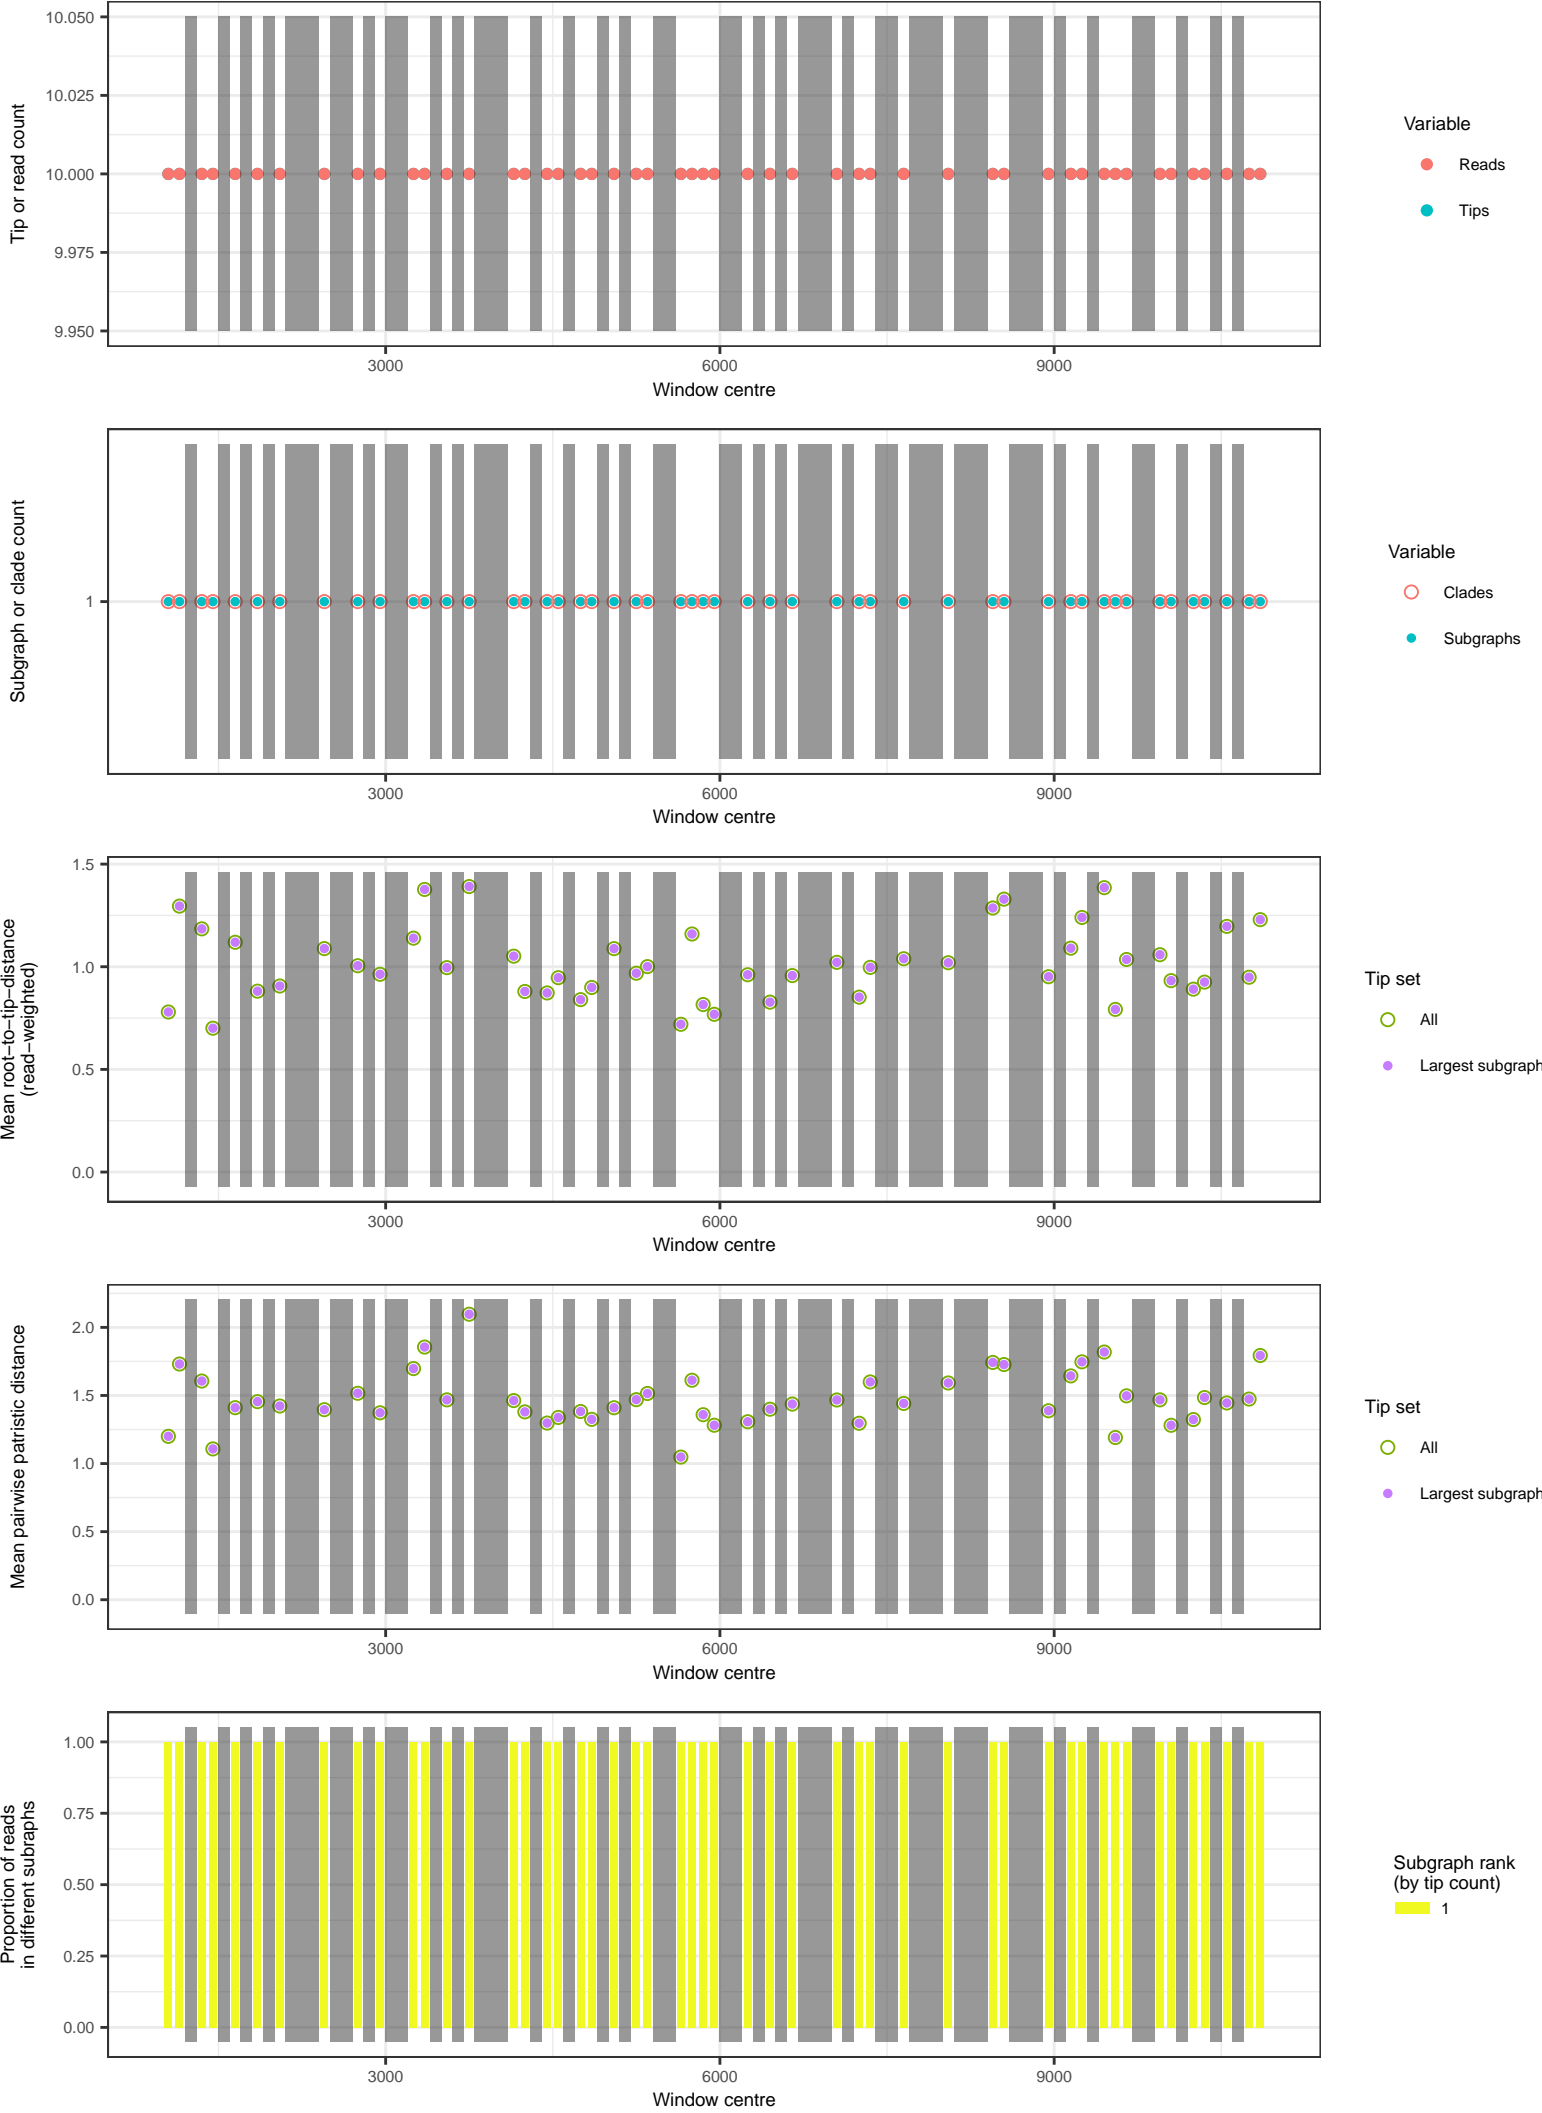 10.050
10.025
10.000
9.975
9.950
Tip or read count
3000
6000
9000
Window centre
Variable
Reads
Tips
1
Subgraph or clade count
3000
6000
9000
Window centre
Variable
Clades
Subgraphs
1.5
1.0
0.5
0.0
Mean root−to−tip−distance
(read−weighted)
3000
6000
9000
Window centre
Tip set
All
Largest subgraph
2.0
1.5
1.0
0.5
0.0
Mean pairwise patristic distance
3000
6000
9000
Window centre
Tip set
All
Largest subgraph
1.00
0.75
0.50
0.25
0.00
Proportion of reads
in different subraphs
3000
6000
9000
Window centre
Subgraph rank
(by tip count)
1